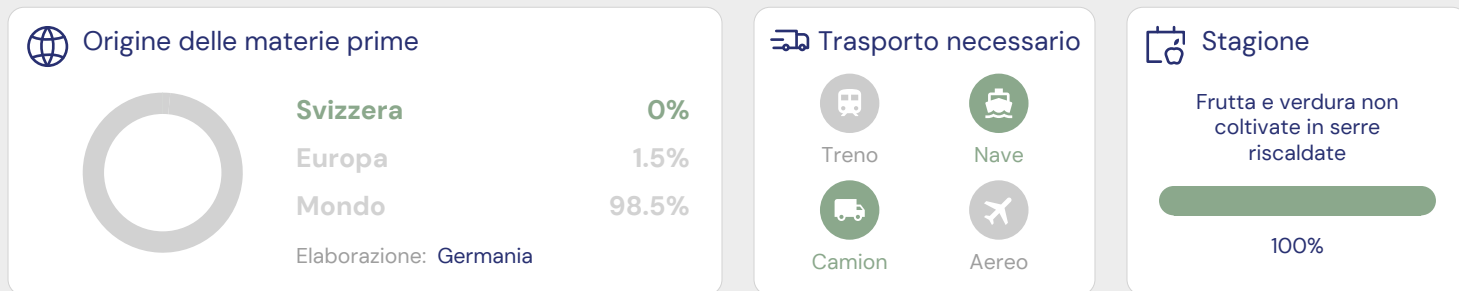 Origine delle materie prime
Svizzera 0%
Europa 1.5%
Mondo 98.5%
Elaborazione: Germania
Trasporto necessario
Treno
Nave
Camion
Aereo
Stagione
Frutta e verdura non
coltivate in serre
riscaldate
100%